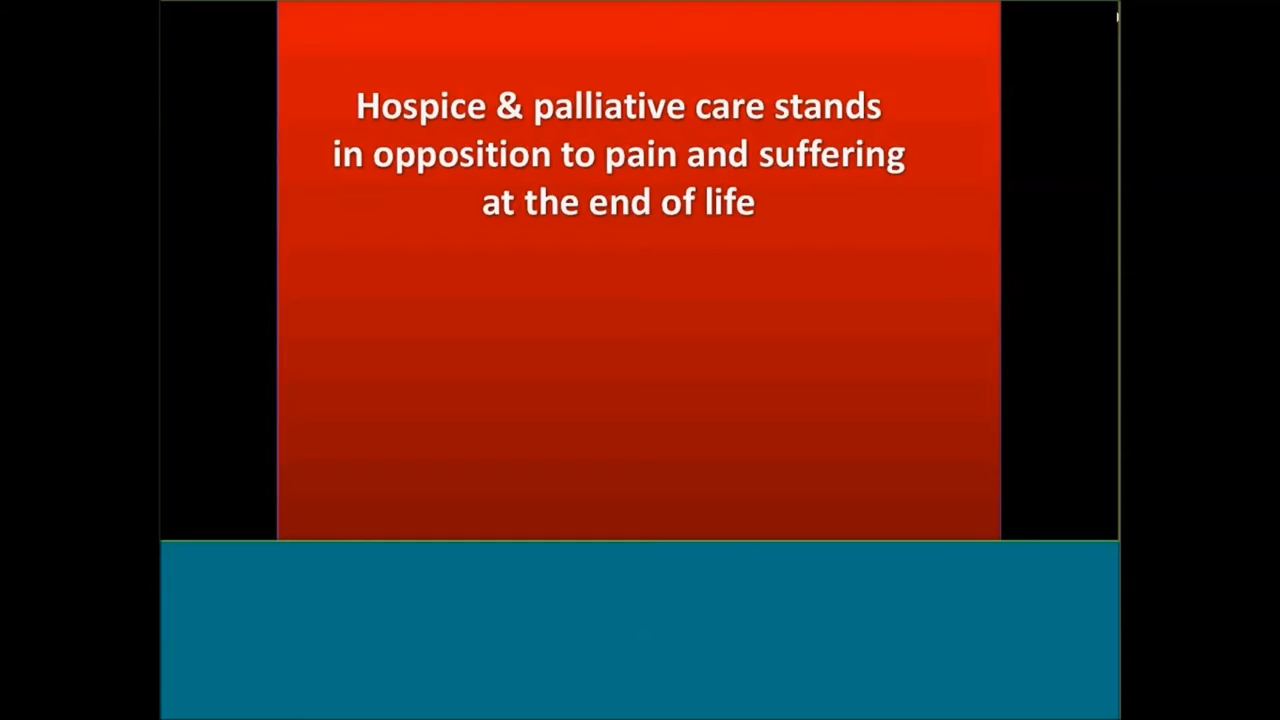 Hospice & palliative care stands
in opposition to pain and suffering
at the end of life